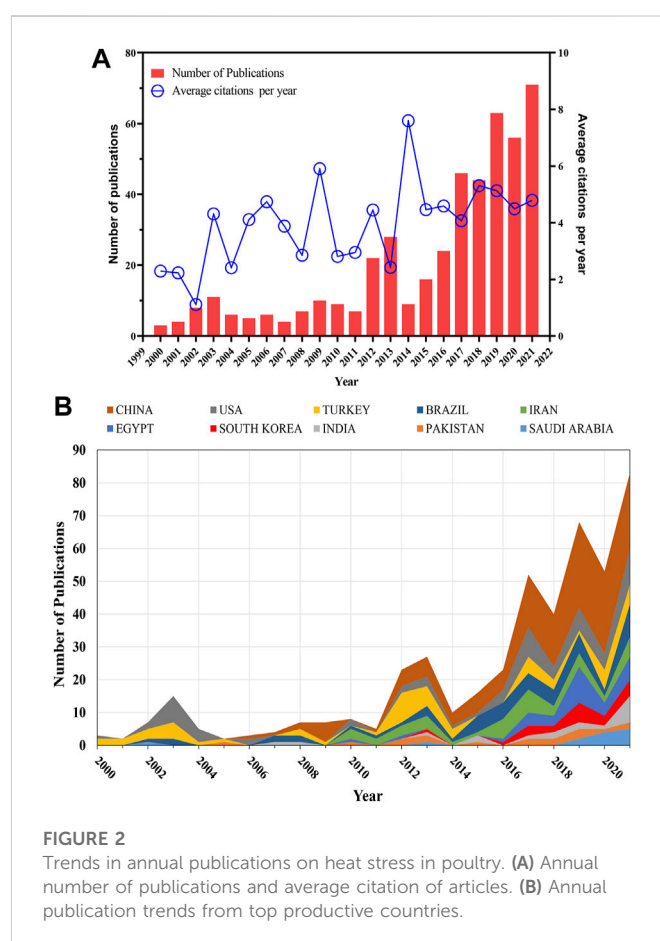 A
80
60
40
20
0
Number of publications
Number of Publications
Average citations per year
10
8
6
4
2
0
Average citations per year
1999 2000 2001 2002 2003 2004 2005 2006 2007 2008 2009 2010 2011 2012 2013 2014 2015 2016 2017 2018 2019 2020 2021 2022
Year
B
CHINA USA TURKEY BRAZIL IRAN
EGYPT SOUTH KOREA INDIA PAKISTAN SAUDI ARABIA
90
80
70
60
50
40
30
20
10
0
Number of Publications
2000 2002 2004 2006 2008 2010 2012 2014 2016 2018 2020
Year
FIGURE 2
Trends in annual publications on heat stress in poultry. (A) Annual
number of publications and average citation of articles. (B) Annual
publication trends from top productive countries.